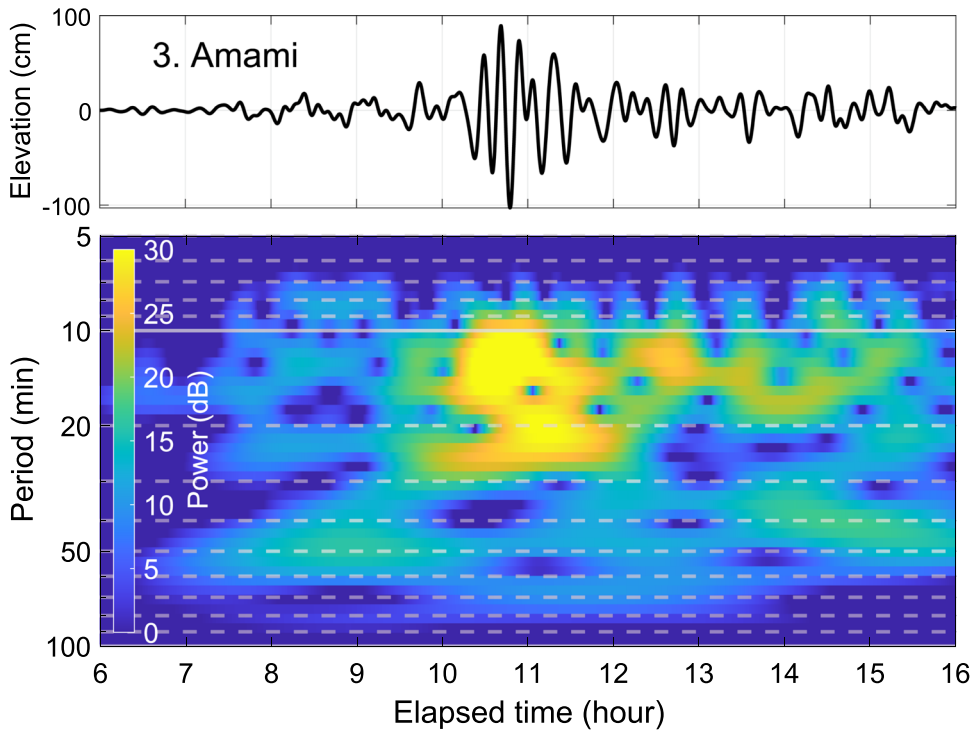 100
3. Amami
0
-100
Elevation (cm)
5
10
20
50
100
Period (min)
30
25
20
15
10
5
0
Power (dB)
6 7 8 9 10 11 12 13 14 15 16
Elapsed time (hour)